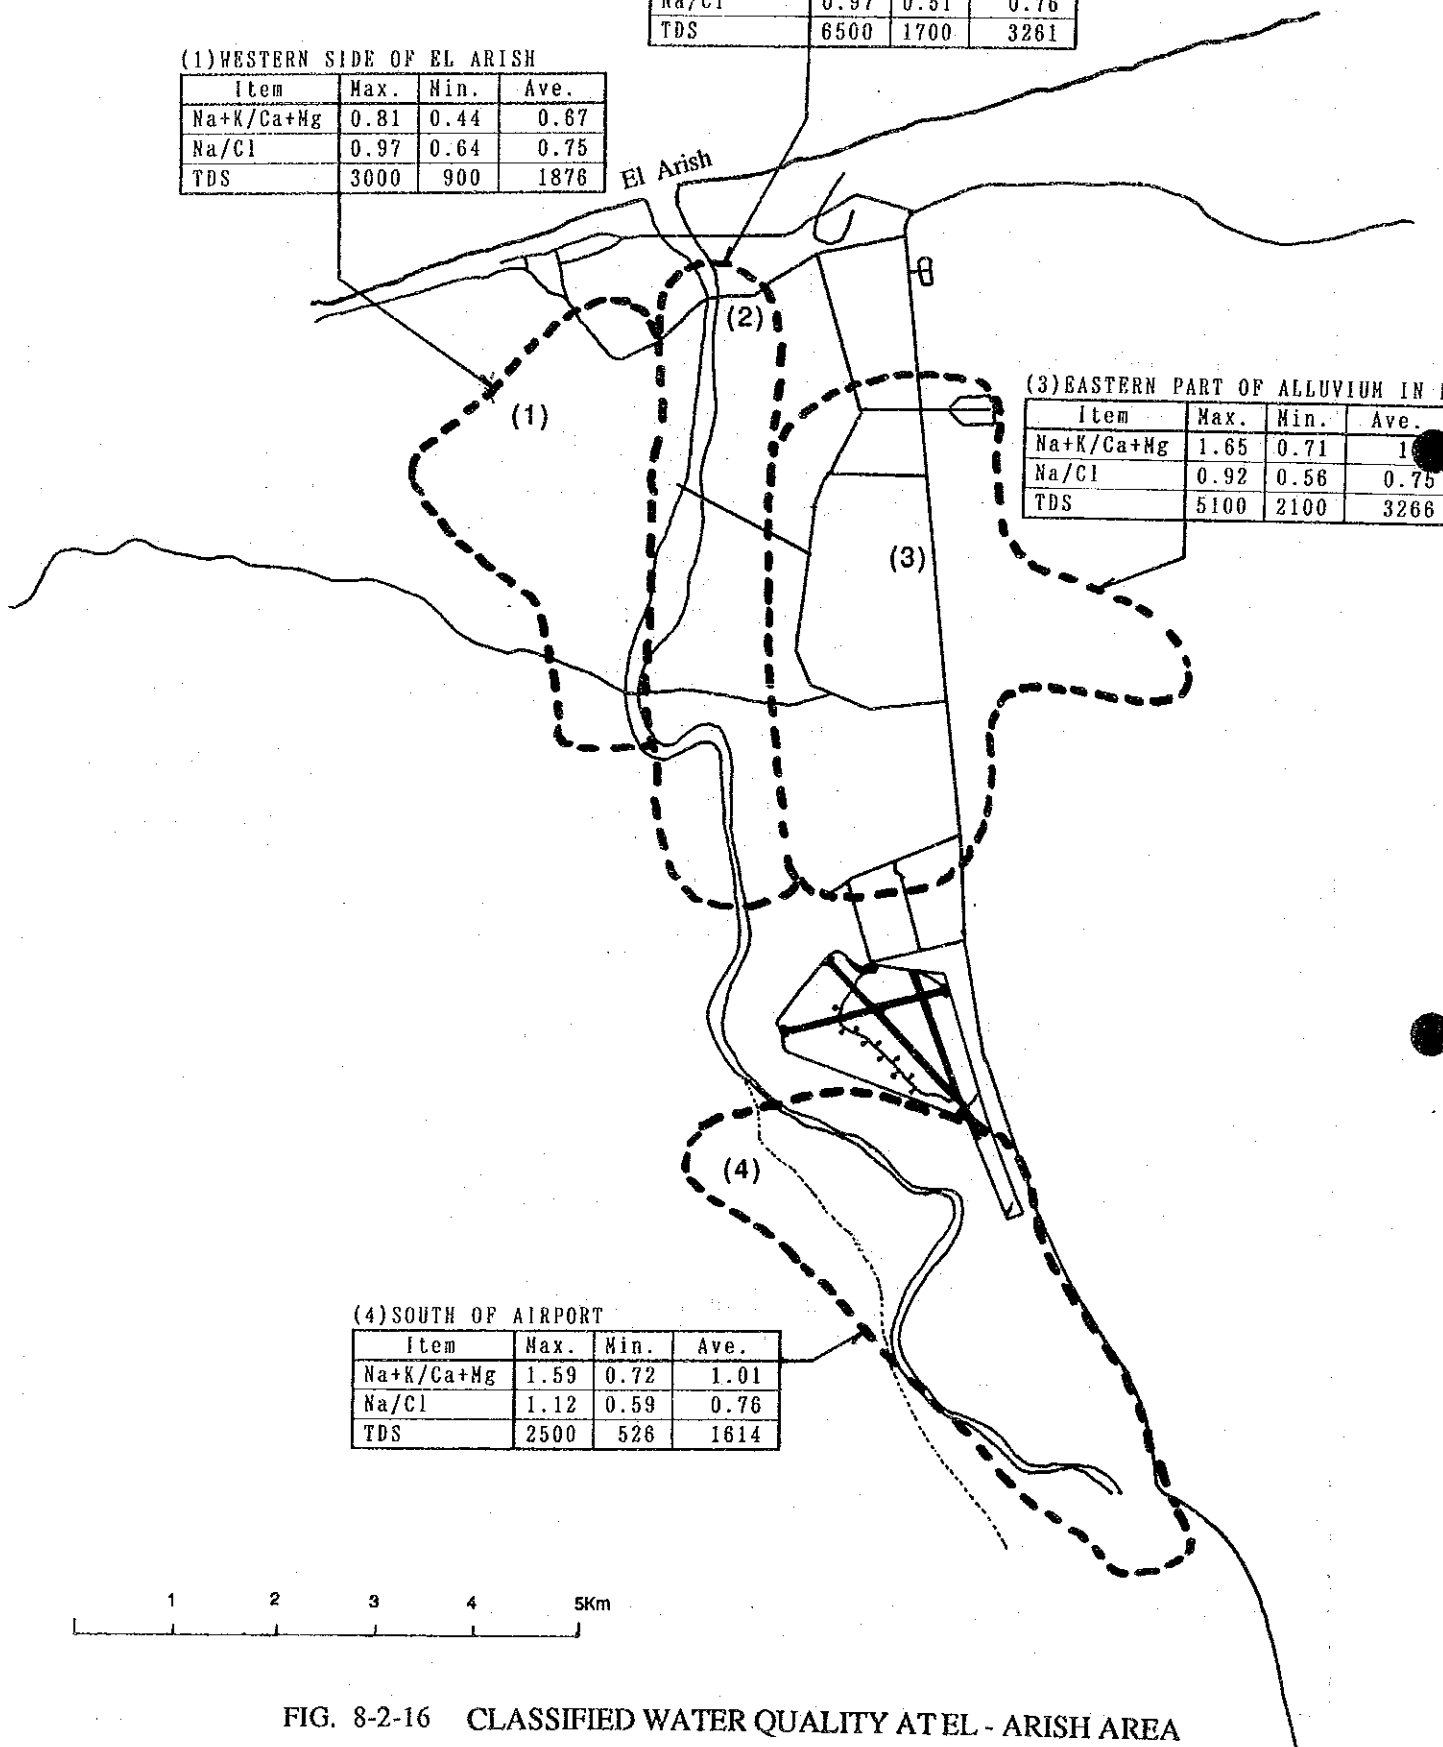 Na/Cl 0.97 0.51 0.76
TDS 6500 1700 3261
(1)WESTERN SIDE OF EL ARISH
Item Max. Min. Ave.
Na+K/Ca+Mg 0.81 0.44 0.67
Na/Cl 0.97 0.64 0.75
TDS 3000 900 1876
El Arish
(2)
(1)
(3)EASTERN PART OF ALLUVIUM IN
Item Max. Min. Ave.
Na+K/Ca+Mg 1.65 0.71
Na/Cl 0.92 0.56 0.75
TDS 5100 2100 3266
(3)
(4)
(4)SOUTH OF AIRPORT
Item Max. Min. Ave.
Na+K/Ca+Mg 1.59 0.72 1.01
Na/Cl 1.12 0.59 0.76
TDS 2500 526 1614
1 2 3 4 5Km
FIG. 8-2-16 CLASSIFIED WATER QUALITY AT EL - ARISH AREA